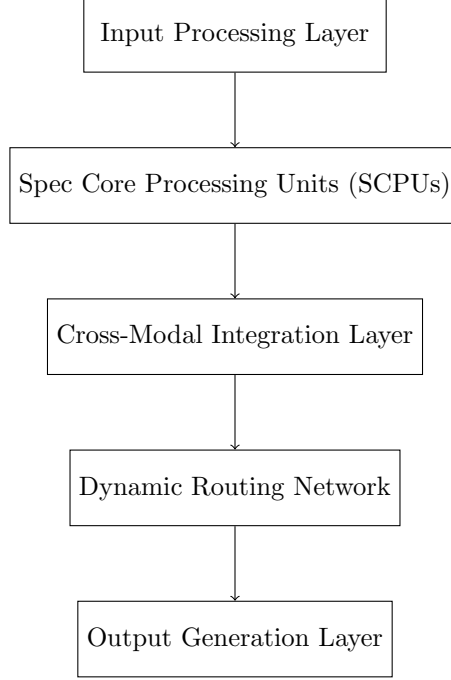 Input Processing Layer
Spec Core Processing Units (SCPUs)
Cross-Modal Integration Layer
Dynamic Routing Network
Output Generation Layer